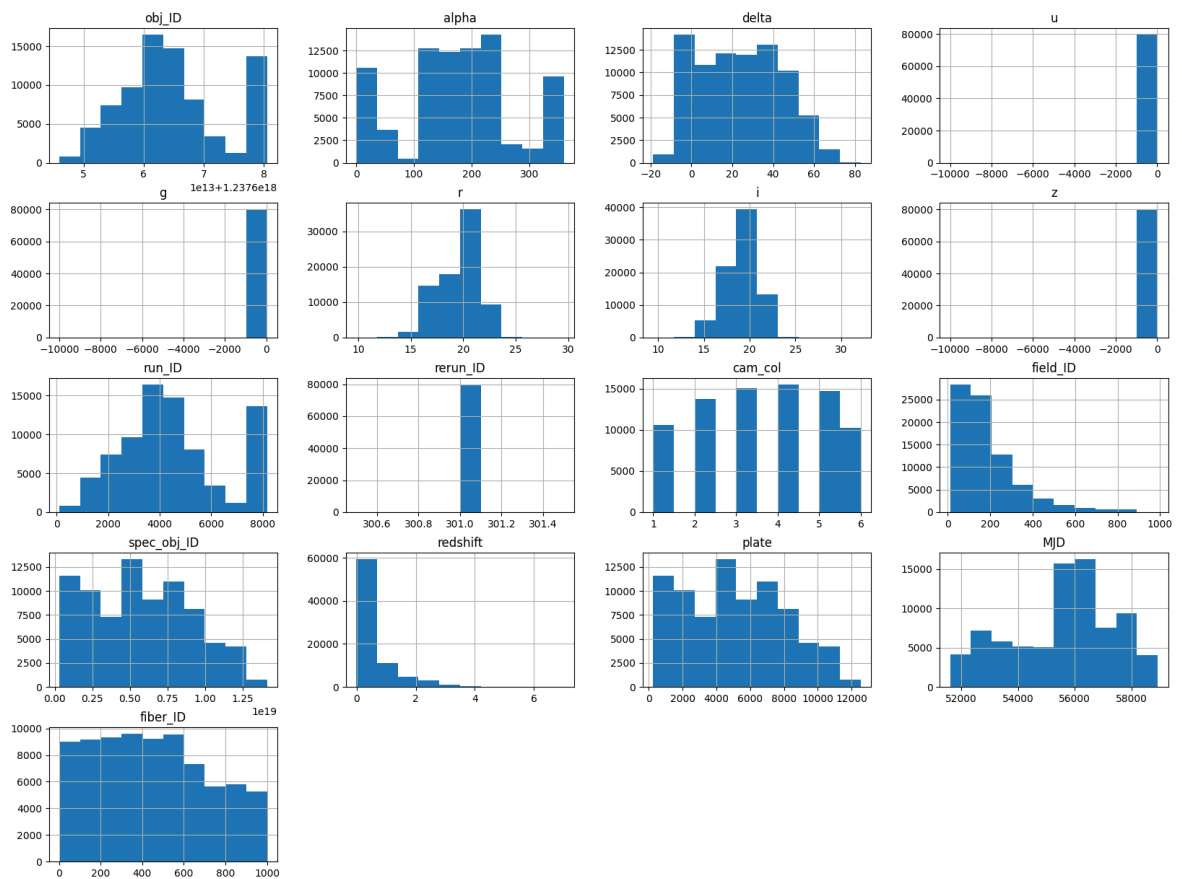 obj_ID
15000
10000
5000
0
5 6 7 8
1e13+1.2376e18
alpha
12500
10000
7500
5000
2500
0
0 100 200 300
delta
12500
10000
7500
5000
2500
0
−20 0 20 40 60 80
u
80000
60000
40000
20000
0
−10000 −8000 −6000 −4000 −2000 0
g
80000
60000
40000
20000
0
−10000 −8000 −6000 −4000 −2000 0
r
30000
20000
10000
0
10 15 20 25 30
i
40000
30000
20000
10000
0
10 15 20 25 30
z
80000
60000
40000
20000
0
−10000 −8000 −6000 −4000 −2000 0
run_ID
15000
10000
5000
0
0 2000 4000 6000 8000
rerun_ID
80000
60000
40000
20000
0
300.6 300.8 301.0 301.2 301.4
cam_col
15000
10000
5000
0
1 2 3 4 5 6
field_ID
25000
20000
15000
10000
5000
0
0 200 400 600 800 1000
spec_obj_ID
12500
10000
7500
5000
2500
0
0.00 0.25 0.50 0.75 1.00 1.25
1e19
redshift
60000
40000
20000
0
0 2 4 6
plate
12500
10000
7500
5000
2500
0
0 2000 4000 6000 8000 10000 12000
MJD
15000
10000
5000
0
52000 54000 56000 58000
fiber_ID
10000
8000
6000
4000
2000
0
0 200 400 600 800 1000